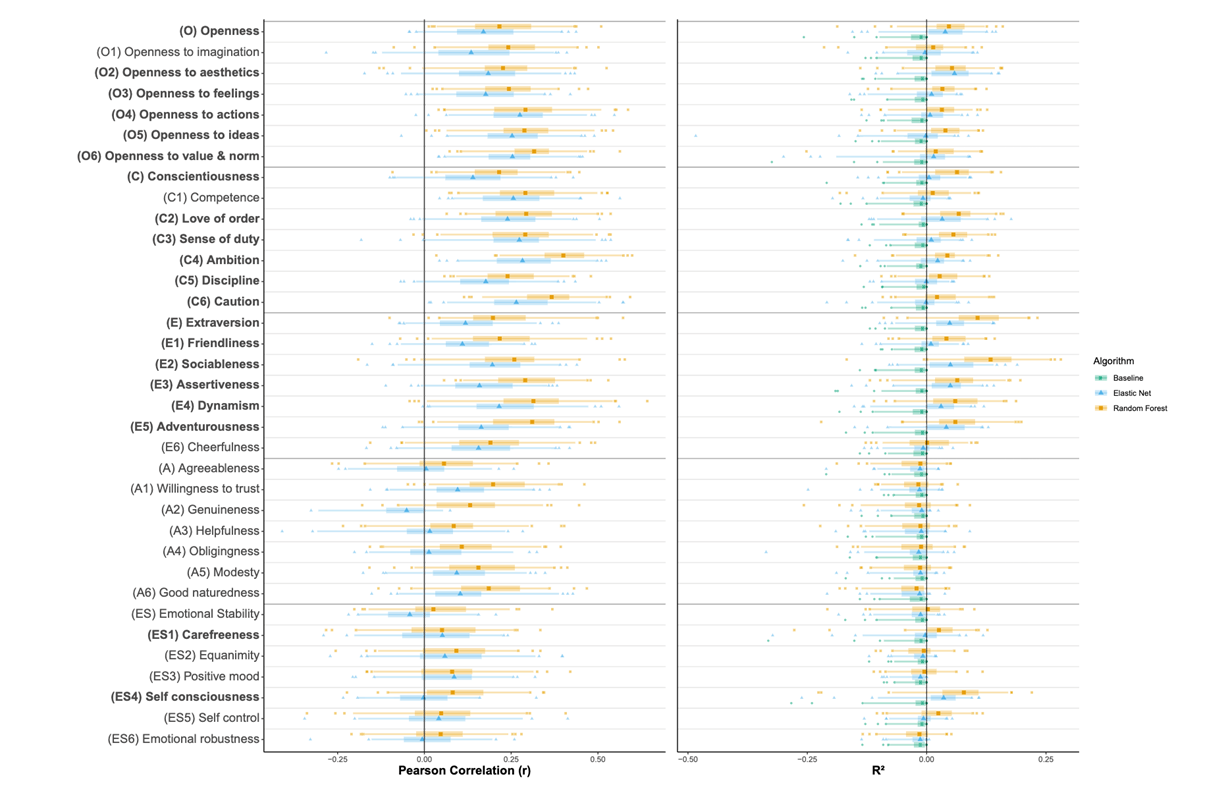 (O) Openness
(O1) Openness to imagination
(O2) Openness to aesthetics
(O3) Openness to feelings
(O4) Openness to actions
(O5) Openness to ideas
(O6) Openness to value & norm
(C) Conscientiousness
(C1) Competence
(C2) Love of order
(C3) Sense of duty
(C4) Ambition
(C5) Discipline
(C6) Caution
(E) Extraversion
(E1) Friendliness
(E2) Sociableness
(E3) Assertiveness
(E4) Dynamism
(E5) Adventurousness
(E6) Cheerfulness
(A) Agreeableness
(A1) Willingness to trust
(A2) Genuineness
(A3) Helpfulness
(A4) Obligingness
(A5) Modesty
(A6) Good naturedness
(ES) Emotional Stability
(ES1) Carefreeness
(ES2) Equanimity
(ES3) Positive mood
(ES4) Self consciousness
(ES5) Self control
(ES6) Emotional robustness
−0.25 0.00 0.25 0.50
Pearson Correlation (r)
−0.50 −0.25 0.00 0.25
R²
Algorithm
Baseline
Elastic Net
Random Forest